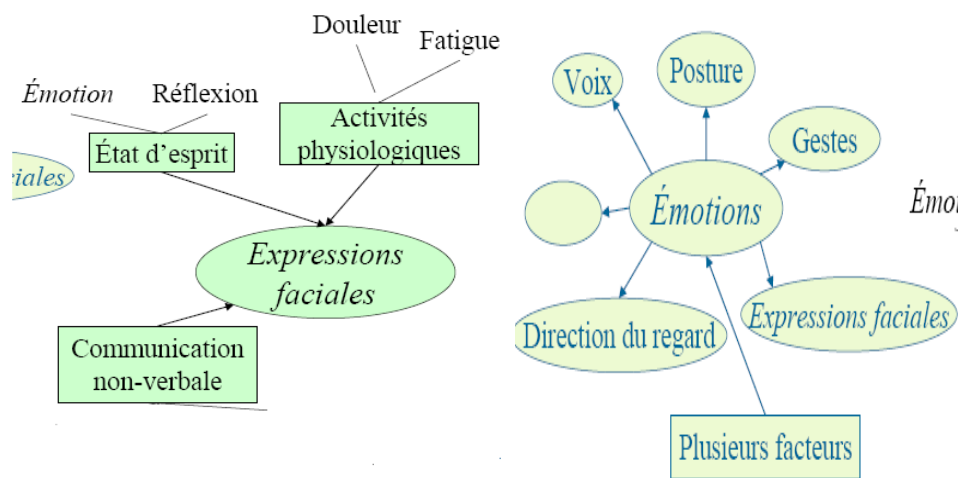 Douleur
Fatigue
Émotion
Réflexion
État d'esprit
Activités
physiologiques
ciales
Expressions
faciales
Communication
non-verbale
Voix
Posture
Gestes
Émotions
Direction du regard
Expressions faciales
Plusieurs facteurs